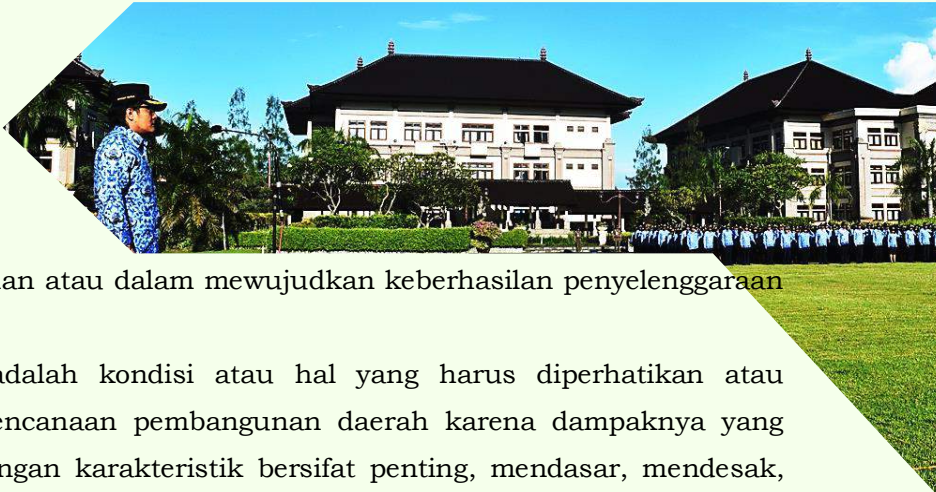 an atau dalam mewujudkan keberhasilan penyelenggaraan
adalah kondisi atau hal yang harus diperhatikan atau
encanaan pembangunan daerah karena dampaknya yang
ngan karakteristik bersifat penting, mendasar, mendesak,